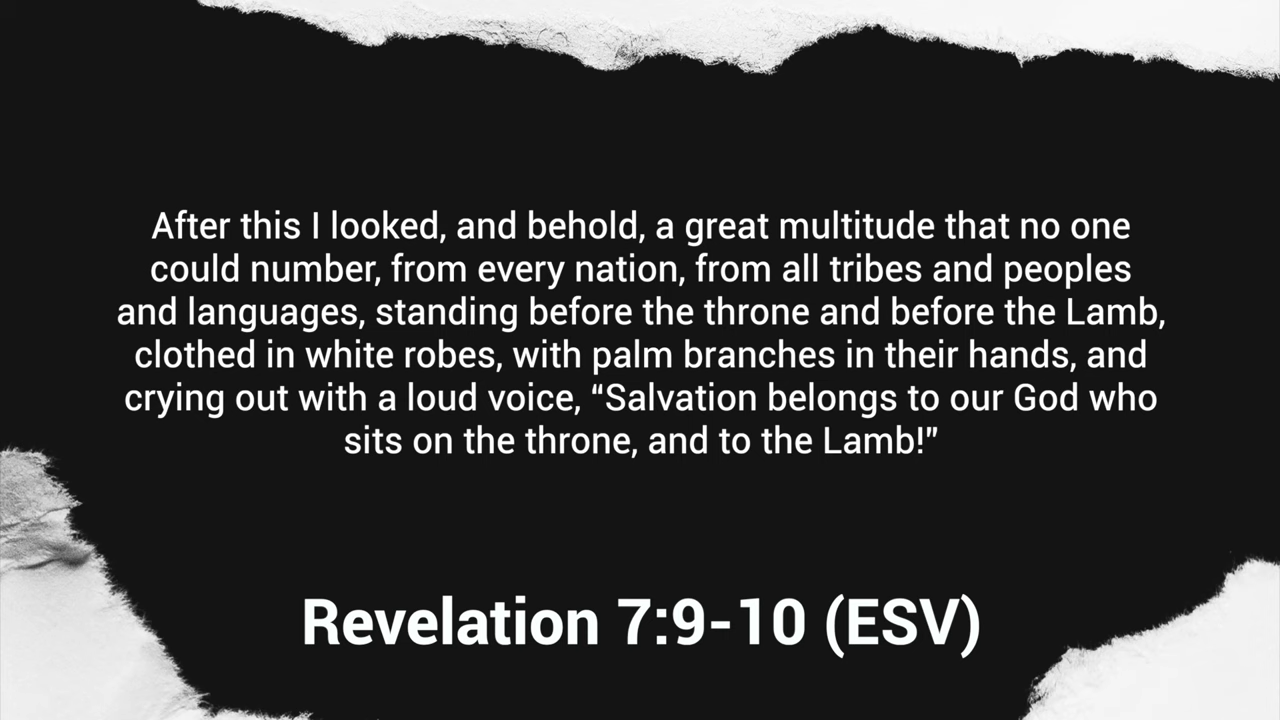 After this I looked, and behold, a great multitude that no one
could number, from every nation, from all tribes and peoples
and languages, standing before the throne and before the Lamb,
clothed in white robes, with palm branches in their hands, and
crying out with a loud voice, “Salvation belongs to our God who
sits on the throne, and to the Lamb!”
Revelation 7:9-10 (ESV)